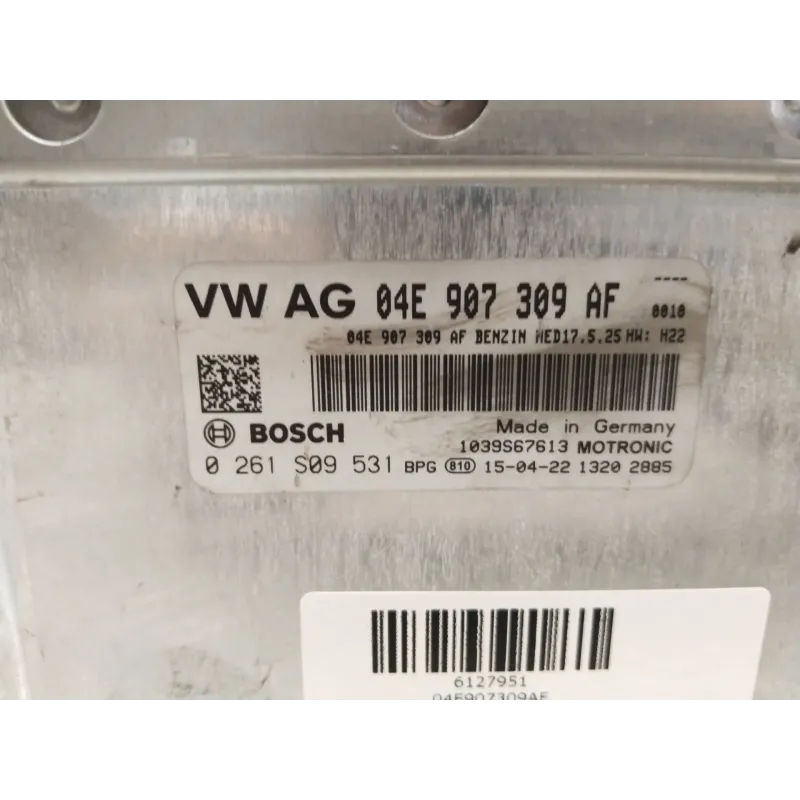 ----
VW AG 04E 907 309 AF 0010
04E 907 309 AF BENZIN MED17.5.25 HW: H22
BOSCH Made in Germany
1039S67613 MOTRONIC
0 261 S09 531 BPG 810 15-04-22 1320 2885
6127951
04E907309AF